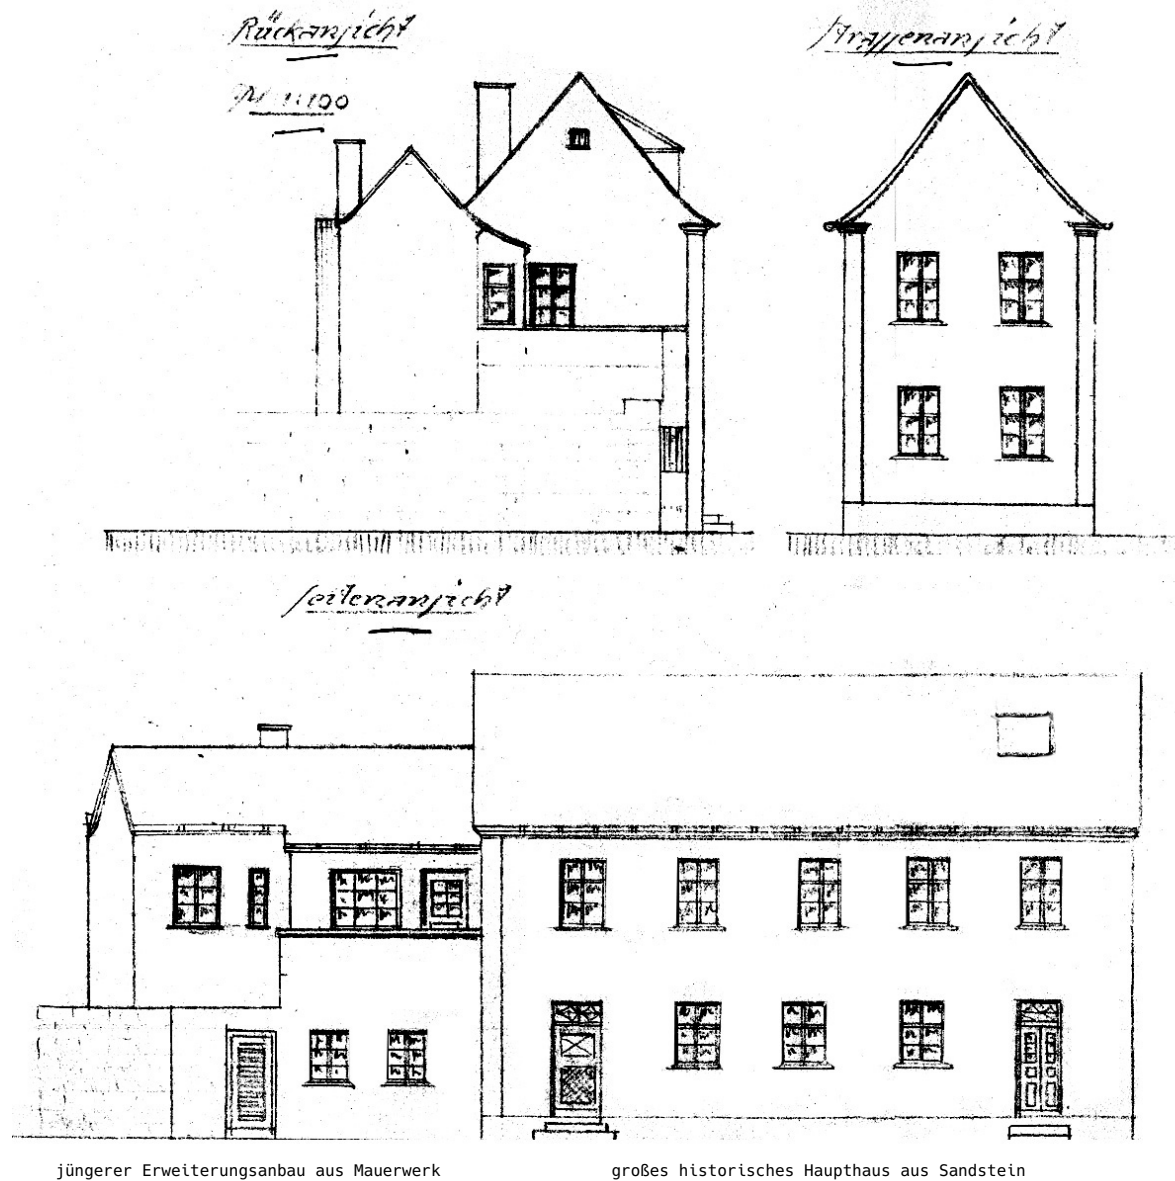 Rückansicht
M 1:100
Strassenansicht
Seitenansicht
jüngerer Erweiterungsanbau aus Mauerwerk
großes historisches Haupthaus aus Sandstein